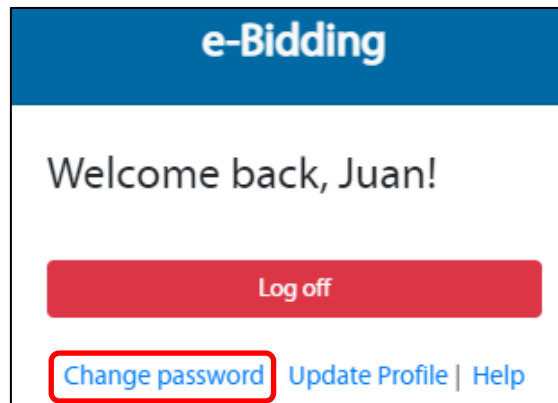 e-Bidding
Welcome back, Juan!
Log off
Change password Update Profile | Help